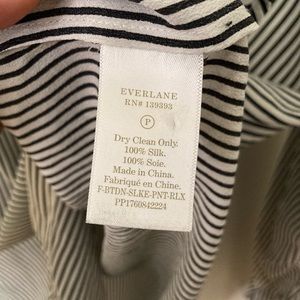 EVERLANE
RN# 139393
P
Dry Clean Only.
100% Silk.
100% Soie.
Made in China.
Fabriqué en Chine.
F-BTDN-SLKE-PNT-RLX
PP1760842224